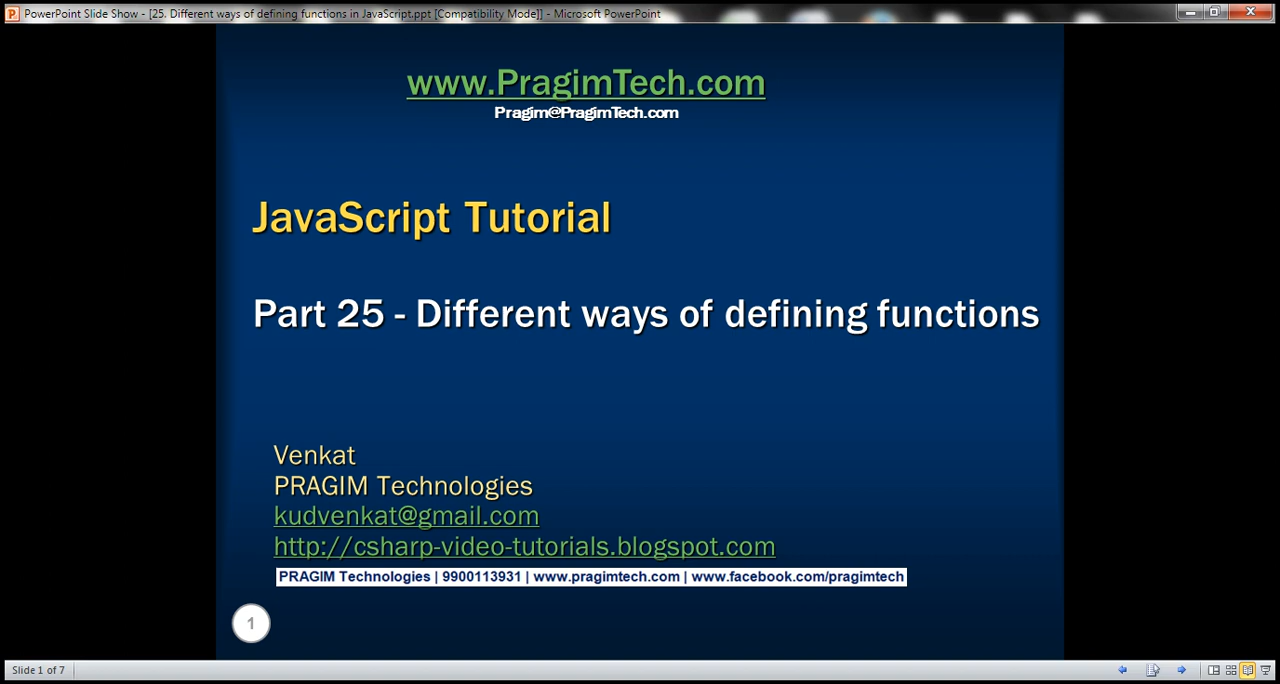 PowerPoint Slide Show - [25. Different ways of defining functions in JavaScript.ppt [Compatibility Mode]] - Microsoft PowerPoint
www.PragimTech.com
Pragim@PragimTech.com
JavaScript Tutorial
Part 25 - Different ways of defining functions
Venkat
PRAGIM Technologies
kudvenkat@gmail.com
http://csharp-video-tutorials.blogspot.com
PRAGIM Technologies | 9900113931 | www.pragimtech.com | www.facebook.com/pragimtech
1
Slide 1 of 7